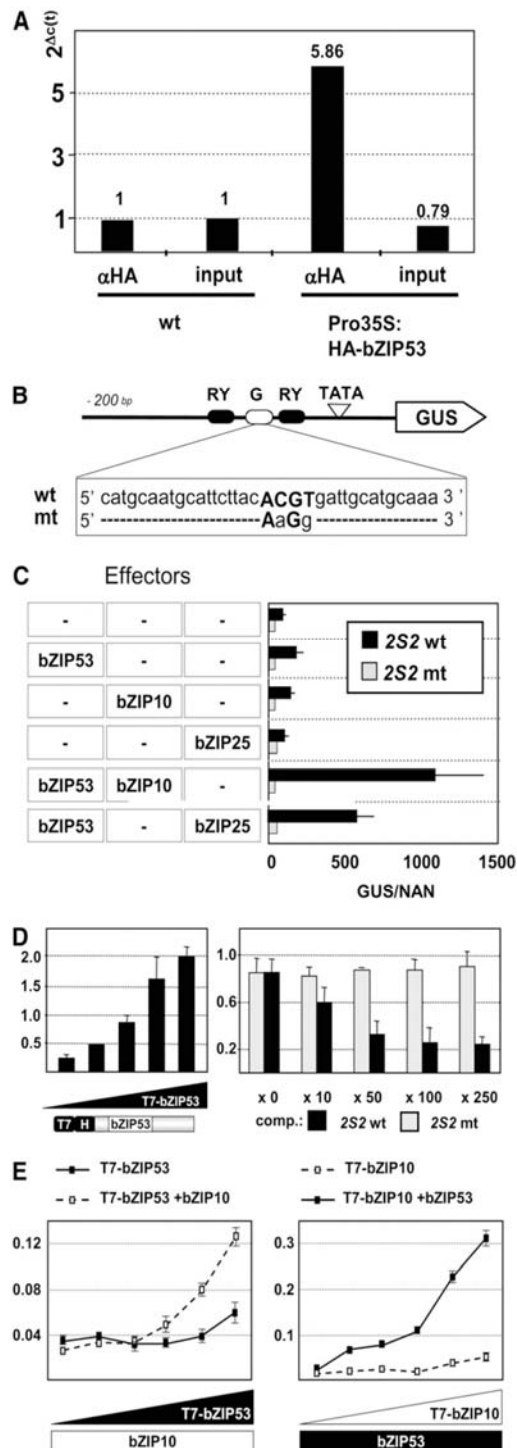 A
2^Δc(t)
5
3
1
1
1
5.86
0.79
αHA
input
αHA
input
wt
Pro35S:
HA-bZIP53
B
- 200 bp
RY G RY TATA
GUS
wt 5' catgcaatgcattcttacACGTgattgcatgcaaa 3 '
mt 5' ------------------AaGg----------------- 3 '
C
Effectors
- - -
bZIP53 - -
- bZIP10 -
- - bZIP25
bZIP53 bZIP10 -
bZIP53 - bZIP25
2S2 wt
2S2 mt
0 500 1000 1500
GUS/NAN
D
2.0
1.5
1.0
0.5
T7-bZIP53
T7 H bZIP53
1.0
0.6
0.2
x 0 x 10 x 50 x 100 x 250
comp.: 2S2 wt 2S2 mt
E
T7-bZIP53
T7-bZIP53 +bZIP10
T7-bZIP10
T7-bZIP10 +bZIP53
0.12
0.08
0.04
T7-bZIP53
bZIP10
0.3
0.2
0.1
T7-bZIP10
bZIP53